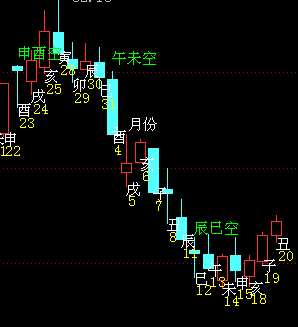 申酉空
午未空
月份
辰巳空
申
22
酉
23
戌
24
亥
25
寅
28
卯
29
辰
30
巳
31
酉
4
戌
5
亥
6
7
丑
8
辰
11
巳
12
午
13
未
14
申
15
亥
18
子
19
丑
20